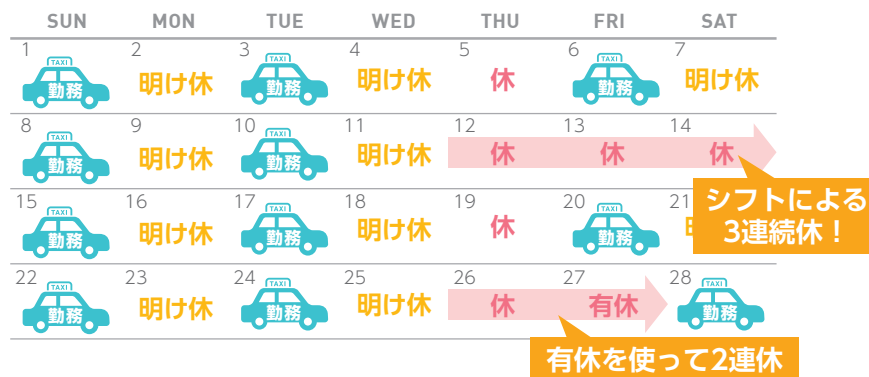 SUN MON TUE WED THU FRI SAT
1 TAXI 勤務 2 明け休 3 TAXI 勤務 4 明け休 5 休 6 TAXI 勤務 7 明け休
8 TAXI 勤務 9 明け休 10 TAXI 勤務 11 明け休 12 休 13 休 14 休
シフトによる
3連続休！
15 TAXI 勤務 16 明け休 17 TAXI 勤務 18 明け休 19 休 20 TAXI 勤務 21
22 TAXI 勤務 23 明け休 24 TAXI 勤務 25 明け休 26 休 27 有休 28 TAXI 勤務
有休を使って2連休